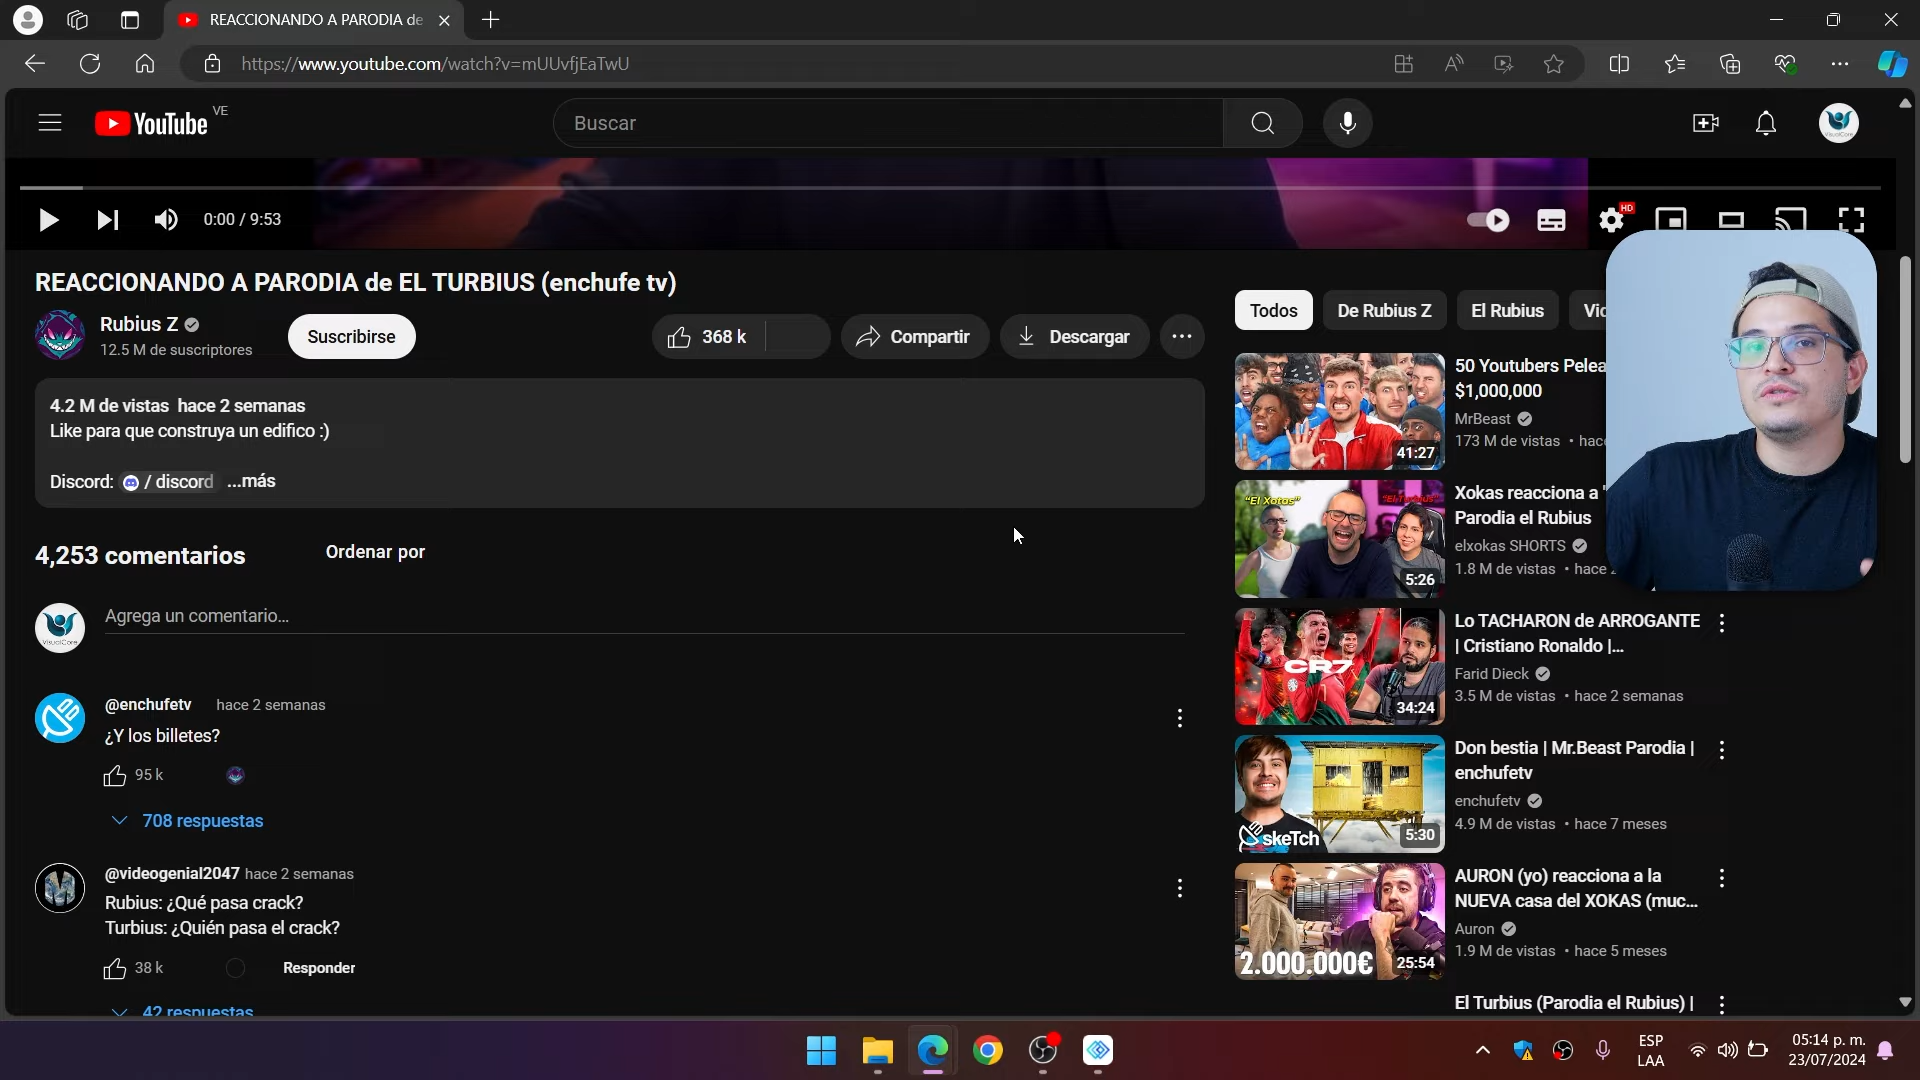 REACCIONANDO A PARODIA de
https://www.youtube.com/watch?v=mUUvfjEaTwU
YouTube VE
Buscar
0:00 / 9:53
HD
REACCIONANDO A PARODIA de EL TURBIUS (enchufe tv)
Rubius Z
12.5 M de suscriptores
Suscribirse
368 k
Compartir
Descargar
4.2 M de vistas hace 2 semanas
Like para que construya un edifico :)
Discord: / discord ...más
4,253 comentarios
Ordenar por
Agrega un comentario...
@enchufetv hace 2 semanas
¿Y los billetes?
95 k
708 respuestas
@videogenial2047 hace 2 semanas
Rubius: ¿Qué pasa crack?
Turbius: ¿Quién pasa el crack?
38 k
Responder
42 respuestas
Todos
De Rubius Z
El Rubius
50 Youtubers Pelea
$1,000,000
MrBeast
173 M de vistas
41:27
"El Xotas"
"El Turbius"
5:26
Xokas reacciona a
Parodia el Rubius
elxokas SHORTS
1.8 M de vistas • hace
CR7
34:24
Lo TACHARON de ARROGANTE
| Cristiano Ronaldo |...
Farid Dieck
3.5 M de vistas • hace 2 semanas
skeTch
5:30
Don bestia | Mr.Beast Parodia |
enchufetv
enchufetv
4.9 M de vistas • hace 7 meses
2.000.000€
25:54
AURON (yo) reacciona a la
NUEVA casa del XOKAS (muc...
Auron
1.9 M de vistas • hace 5 meses
El Turbius (Parodia el Rubius) |
ESP
LAA
05:14 p. m.
23/07/2024